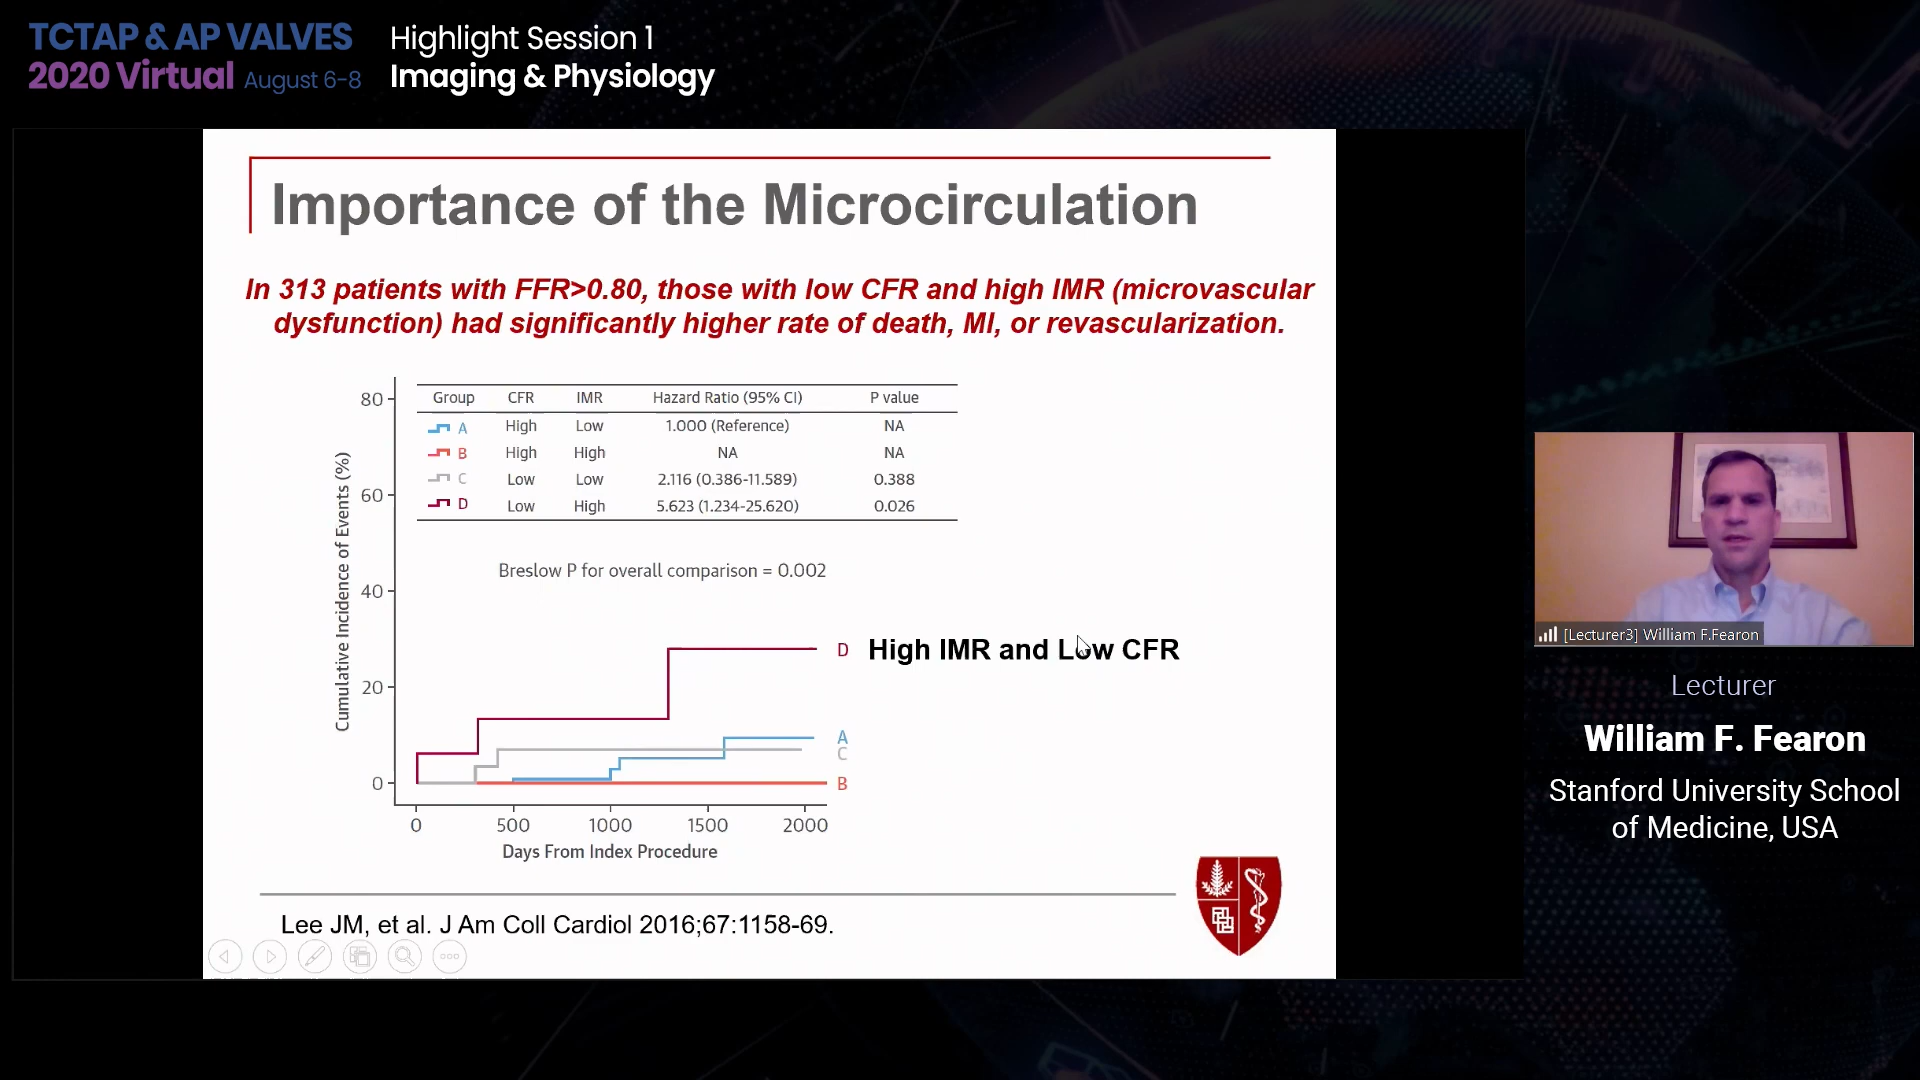 TCTAP & AP VALVES
2020 Virtual August 6-8
Highlight Session 1
Imaging & Physiology
Importance of the Microcirculation
In 313 patients with FFR>0.80, those with low CFR and high IMR (microvascular
dysfunction) had significantly higher rate of death, MI, or revascularization.
Group CFR IMR Hazard Ratio (95% CI) P value
A High Low 1.000 (Reference) NA
B High High NA NA
C Low Low 2.116 (0.386-11.589) 0.388
D Low High 5.623 (1.234-25.620) 0.026
Breslow P for overall comparison = 0.002
Cumulative Incidence of Events (%)
80
60
40
20
0
D High IMR and Low CFR
A
C
B
0 500 1000 1500 2000
Days From Index Procedure
Lee JM, et al. J Am Coll Cardiol 2016;67:1158-69.
[Lecturer3] William F.Fearon
Lecturer
William F. Fearon
Stanford University School
of Medicine, USA